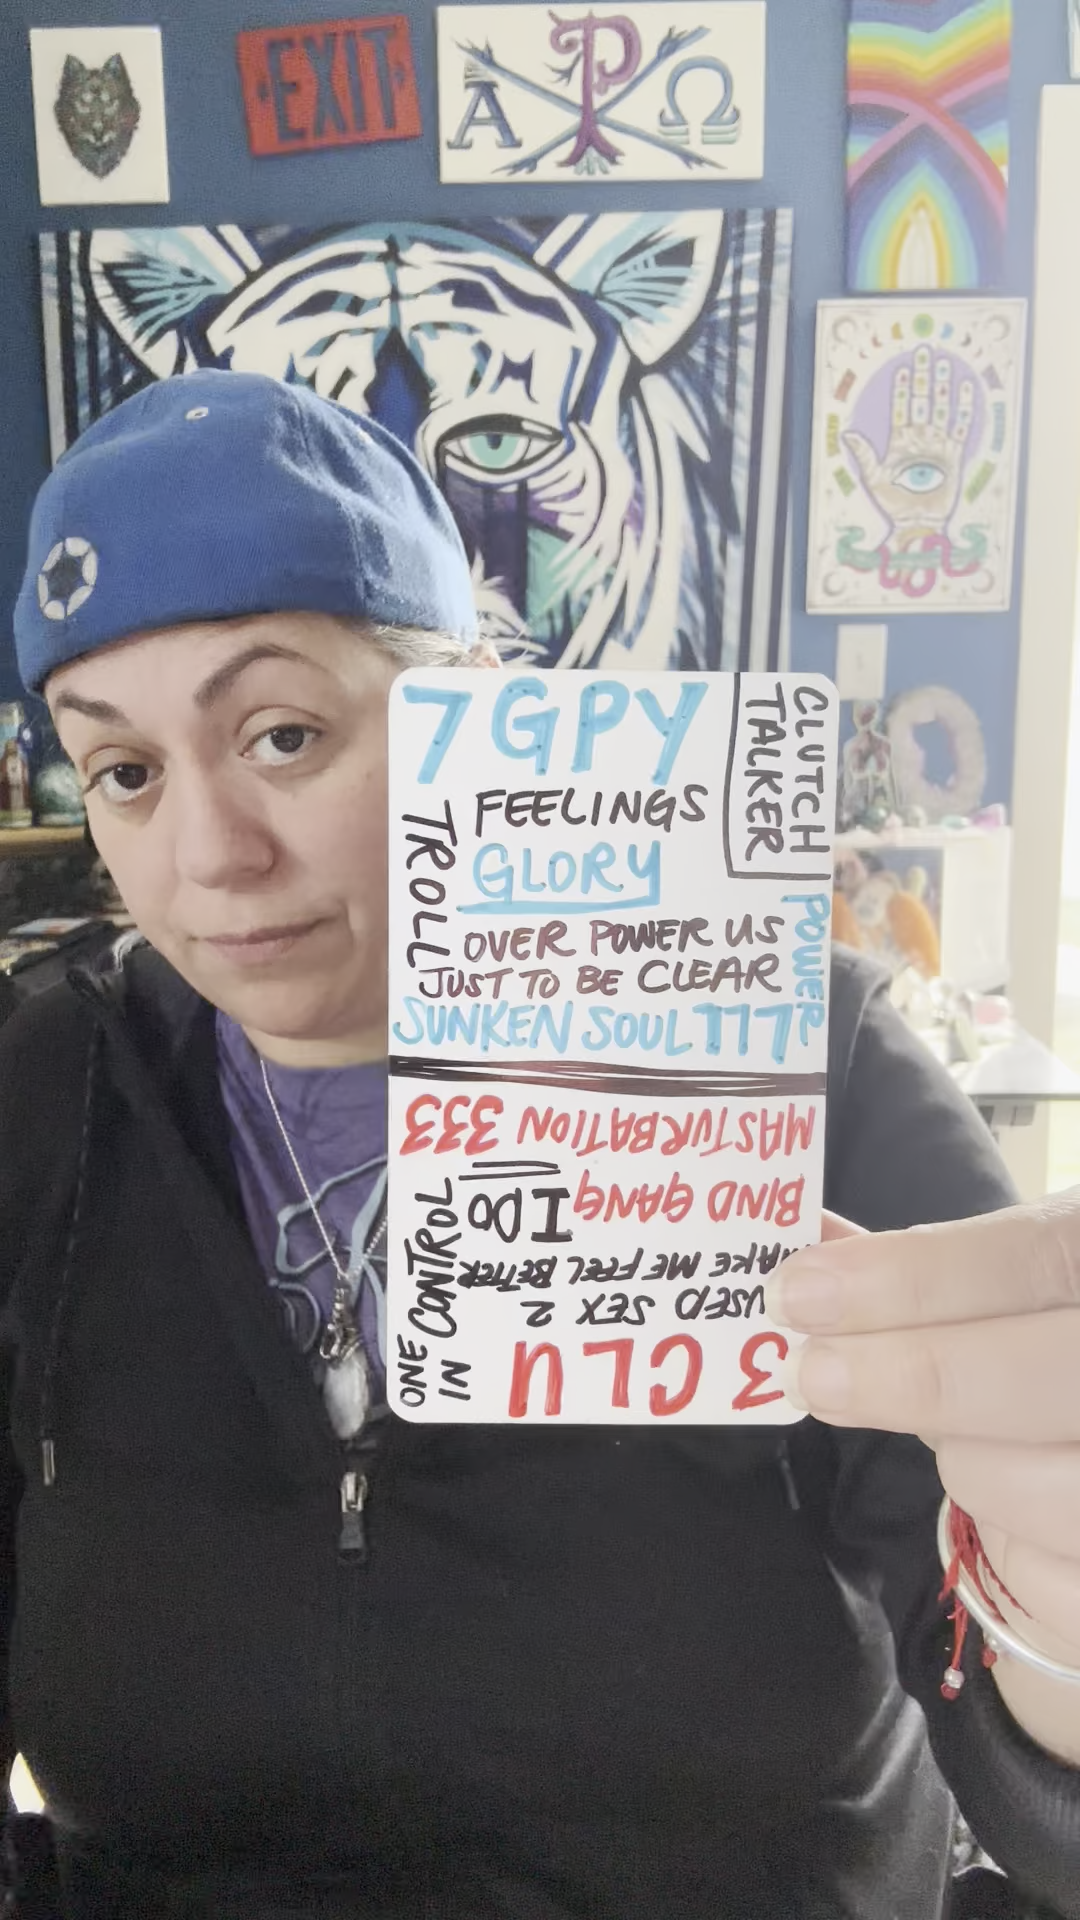 EXIT
A P Ω
7 GPY
CLUTCH
TALKER
FEELINGS
TROLL
GLORY
POWER
OVER POWER US
JUST TO BE CLEAR
SUNKEN SOUL 777
3 CLU
USED SEX 2
MAKE ME FEEL BETTER
BIND GANG
I DO
MASTURBATION 333
ONE CONTROL
IN